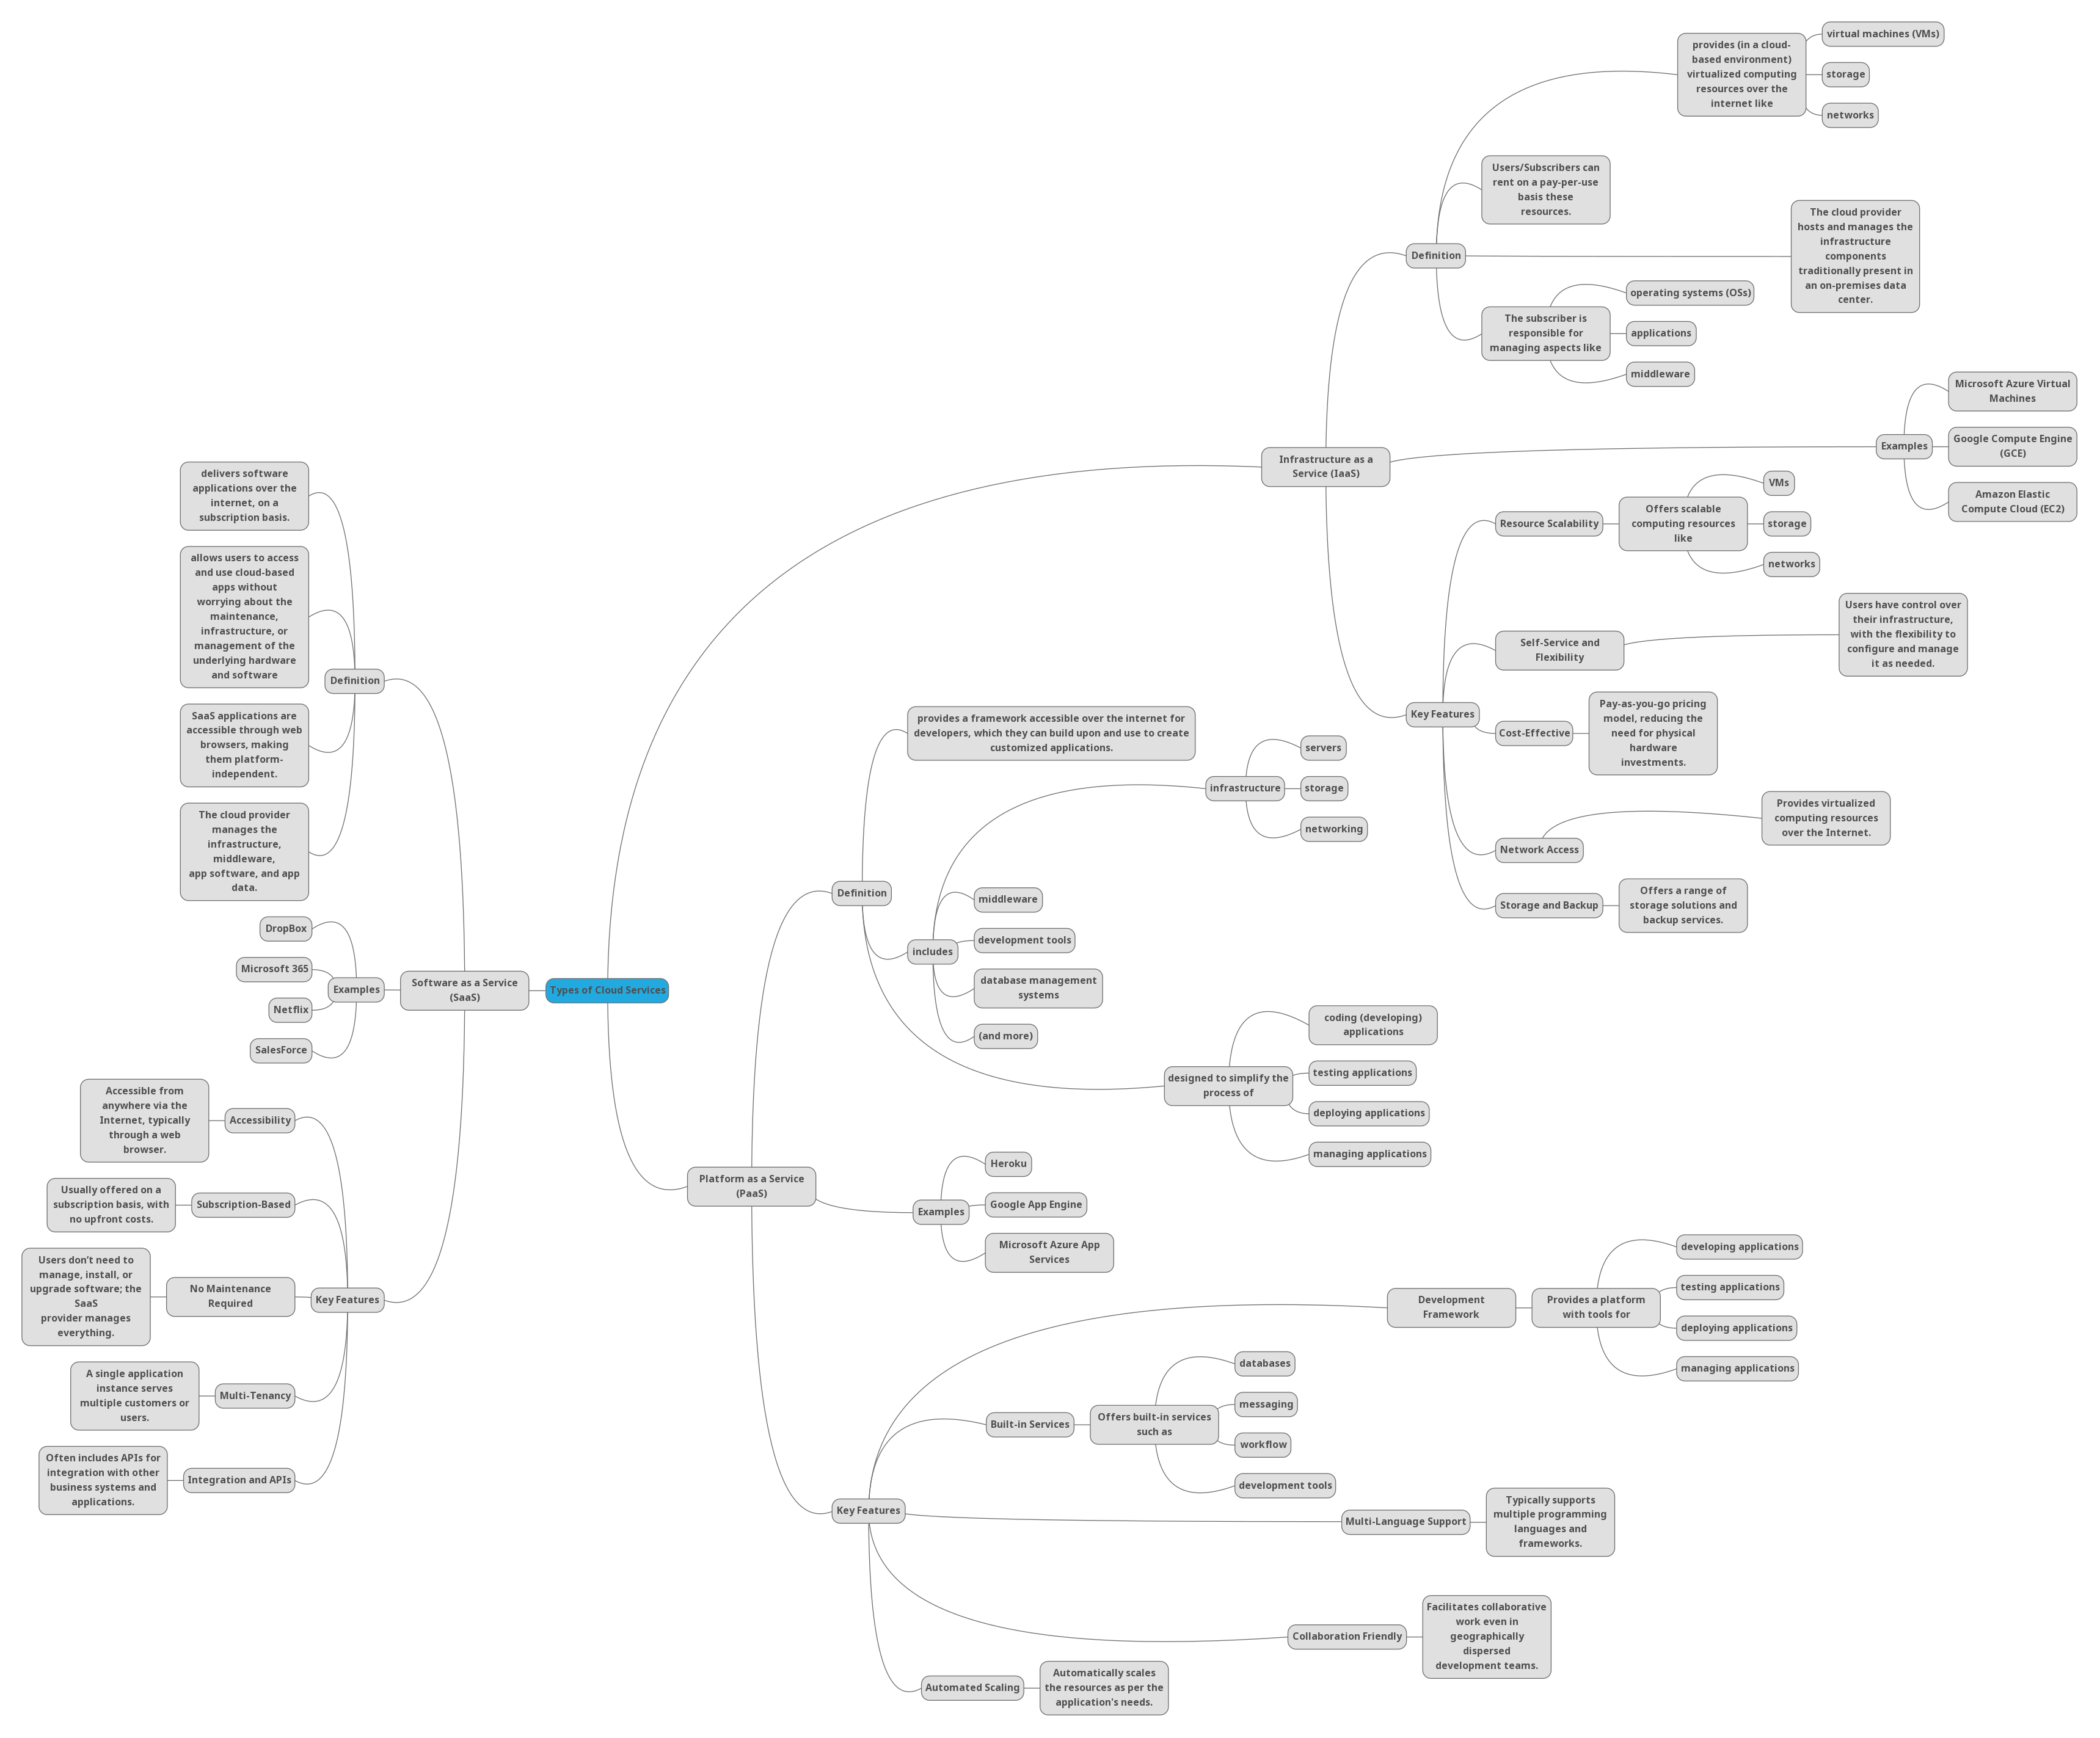 Types of Cloud Services
Infrastructure as a
Service (IaaS)
Definition
provides (in a cloud-
based environment)
virtualized computing
resources over the
internet like
virtual machines (VMs)
storage
networks
Users/Subscribers can
rent on a pay-per-use
basis these
resources.
The cloud provider
hosts and manages the
infrastructure
components
traditionally present in
an on-premises data
center.
The subscriber is
responsible for
managing aspects like
operating systems (OSs)
applications
middleware
Examples
Microsoft Azure Virtual
Machines
Google Compute Engine
(GCE)
Amazon Elastic
Compute Cloud (EC2)
Key Features
Resource Scalability
Offers scalable
computing resources
like
VMs
storage
networks
Self-Service and
Flexibility
Users have control over
their infrastructure,
with the flexibility to
configure and manage
it as needed.
Cost-Effective
Pay-as-you-go pricing
model, reducing the
need for physical
hardware
investments.
Network Access
Provides virtualized
computing resources
over the Internet.
Storage and Backup
Offers a range of
storage solutions and
backup services.
Platform as a Service
(PaaS)
Definition
provides a framework accessible over the internet for
developers, which they can build upon and use to create
customized applications.
includes
infrastructure
servers
storage
networking
middleware
development tools
database management
systems
(and more)
designed to simplify the
process of
coding (developing)
applications
testing applications
deploying applications
managing applications
Examples
Heroku
Google App Engine
Microsoft Azure App
Services
Key Features
Development
Framework
Provides a platform
with tools for
developing applications
testing applications
deploying applications
managing applications
Built-in Services
Offers built-in services
such as
databases
messaging
workflow
development tools
Multi-Language Support
Typically supports
multiple programming
languages and
frameworks.
Collaboration Friendly
Facilitates collaborative
work even in
geographically
dispersed
development teams.
Automated Scaling
Automatically scales
the resources as per the
application's needs.
Software as a Service
(SaaS)
Definition
delivers software
applications over the
internet, on a
subscription basis.
allows users to access
and use cloud-based
apps without
worrying about the
maintenance,
infrastructure, or
management of the
underlying hardware
and software
SaaS applications are
accessible through web
browsers, making
them platform-
independent.
The cloud provider
manages the
infrastructure,
middleware,
app software, and app
data.
Examples
DropBox
Microsoft 365
Netflix
SalesForce
Key Features
Accessibility
Accessible from
anywhere via the
Internet, typically
through a web
browser.
Subscription-Based
Usually offered on a
subscription basis, with
no upfront costs.
No Maintenance
Required
Users don’t need to
manage, install, or
upgrade software; the
SaaS
provider manages
everything.
Multi-Tenancy
A single application
instance serves
multiple customers or
users.
Integration and APIs
Often includes APIs for
integration with other
business systems and
applications.